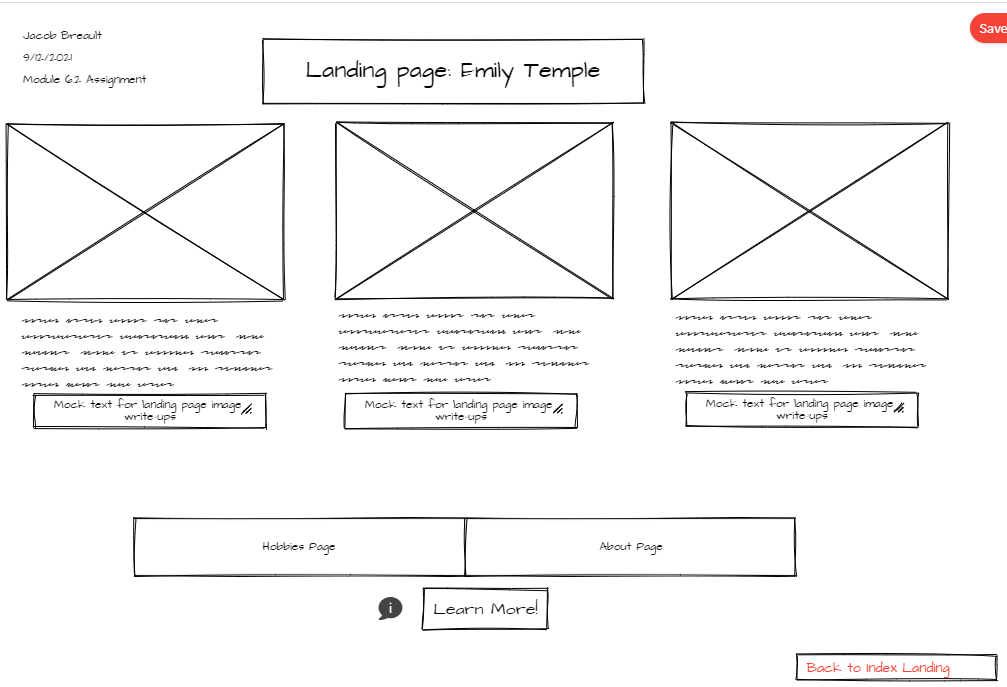 Jacob Breault
9/12/2021
Module 6.2 Assignment
Save
Landing page: Emily Temple
Mock text for landing page image
write-ups
Mock text for landing page image
write-ups
Mock text for landing page image
write-ups
Hobbies Page
About Page
i
Learn More!
Back to Index Landing